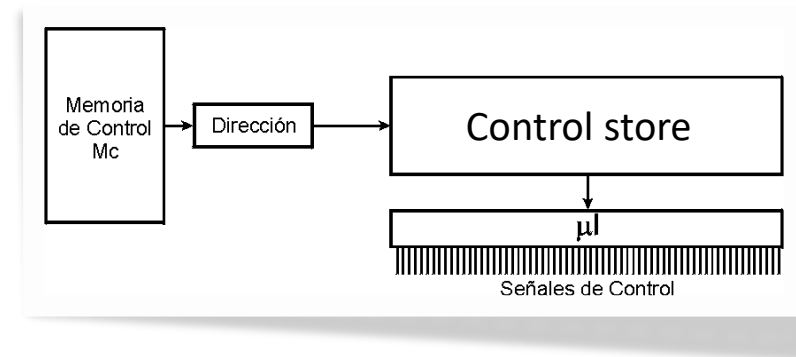 Memoria
de Control
Mc
Dirección
Control store
µI
Señales de Control